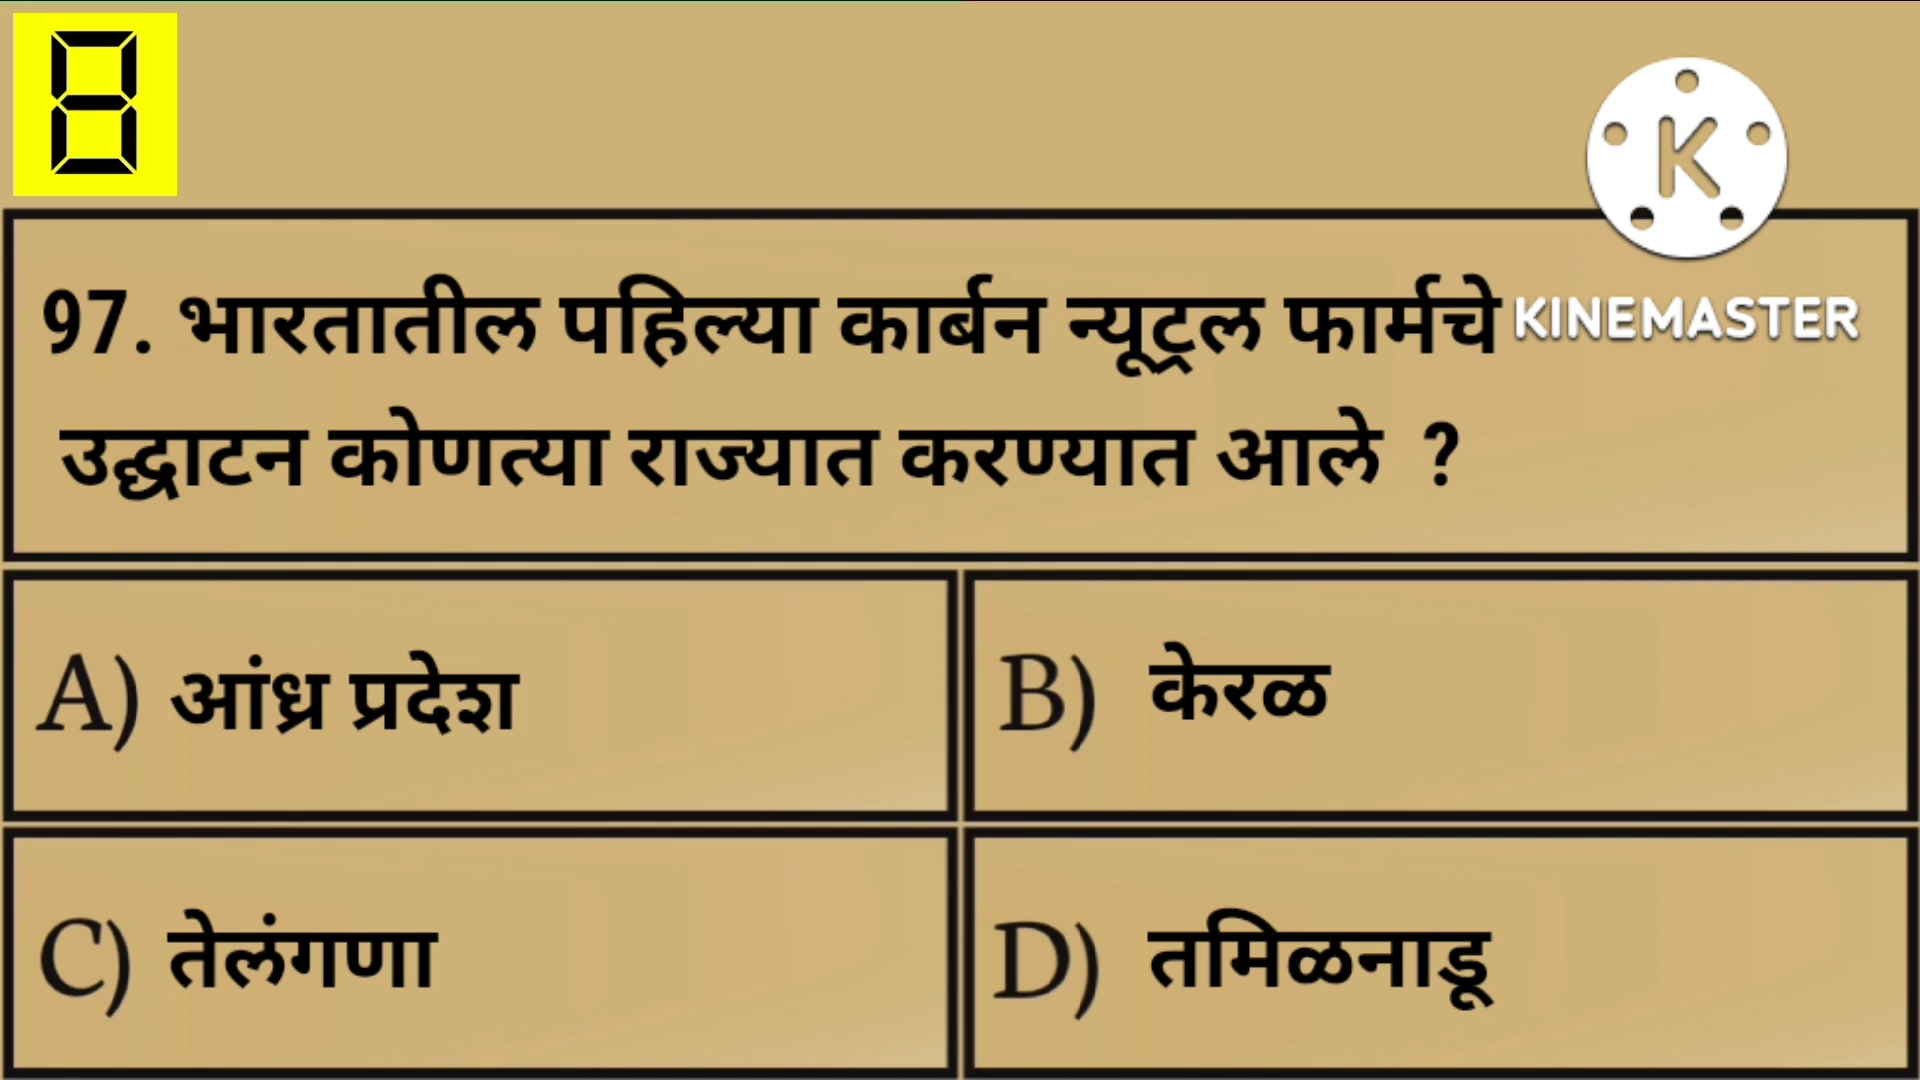 8
KINEMASTER
97. भारतातील पहिल्या कार्बन न्यूट्रल फार्मचे
उद्घाटन कोणत्या राज्यात करण्यात आले ?
A) आंध्र प्रदेश
B) केरळ
C) तेलंगणा
D) तमिळनाडू